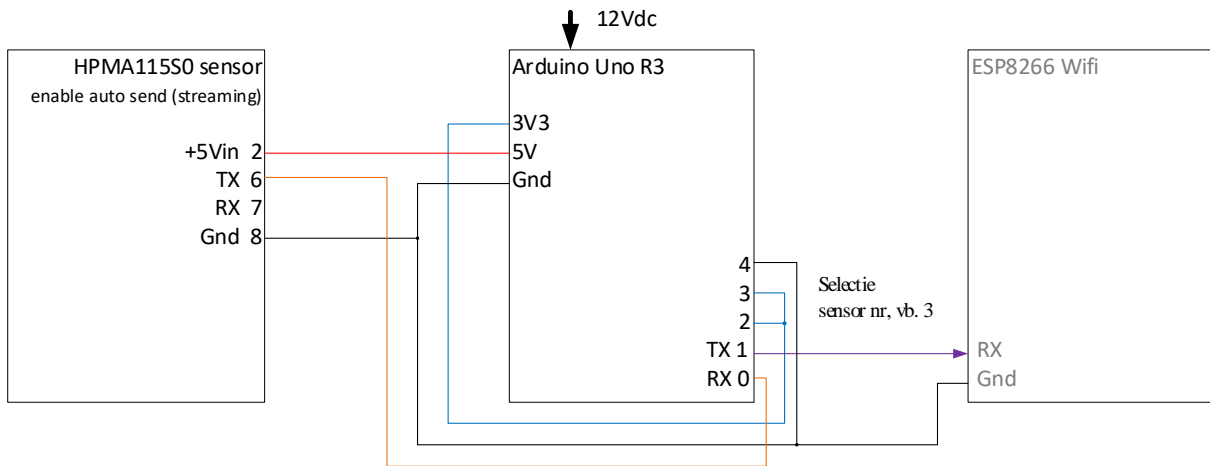 12Vdc
HPMA115S0 sensor
enable auto send (streaming)
+5Vin 2
TX 6
RX 7
Gnd 8
Arduino Uno R3
3V3
5V
Gnd
4
3
2
TX 1
RX 0
Selectie
sensor nr, vb. 3
ESP8266 Wifi
RX
Gnd